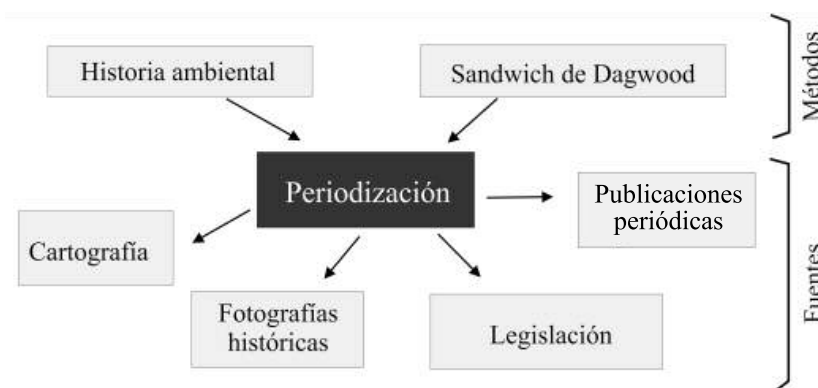 Historia ambiental
Sandwich de Dagwood
Métodos
Periodización
Publicaciones
periódicas
Cartografía
Fotografías
históricas
Legislación
Fuentes